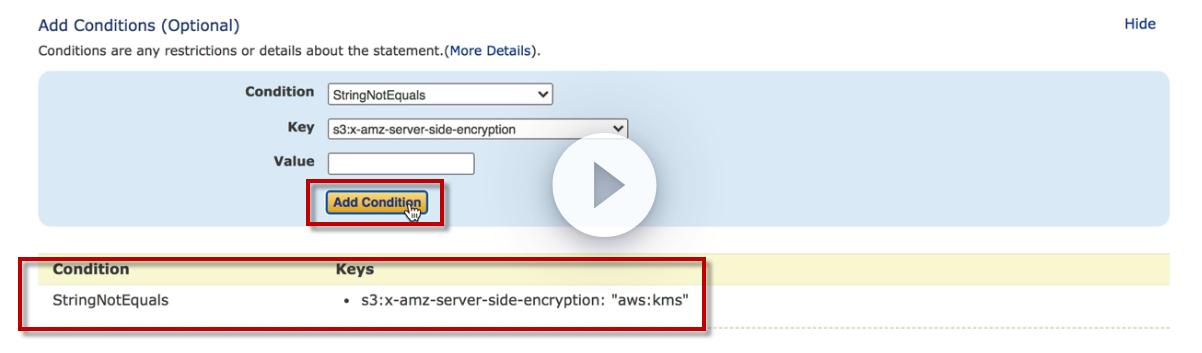 Add Conditions (Optional)
Hide
Conditions are any restrictions or details about the statement.(More Details).
Condition StringNotEquals
Key s3:x-amz-server-side-encryption
Value
Add Condition
Condition Keys
StringNotEquals • s3:x-amz-server-side-encryption: "aws:kms"